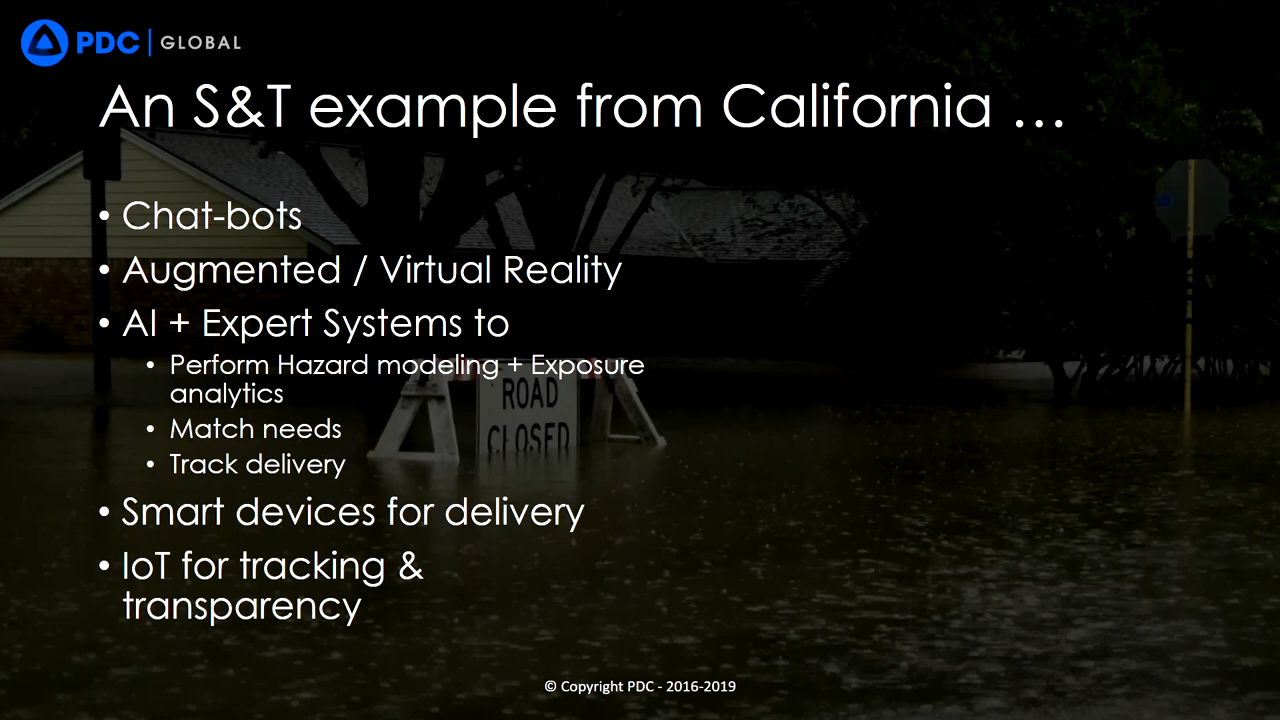 PDC | GLOBAL
An S&T example from California …
• Chat-bots
• Augmented / Virtual Reality
• AI + Expert Systems to
• Perform Hazard modeling + Exposure
analytics
ROAD
CLOSED
• Match needs
• Track delivery
• Smart devices for delivery
• IoT for tracking &
transparency
© Copyright PDC - 2016-2019